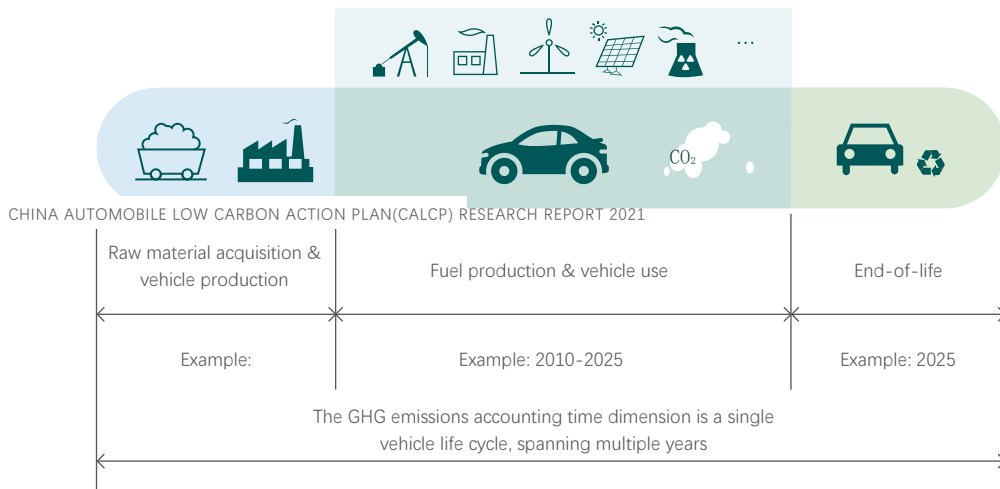 ...
CO₂
CHINA AUTOMOBILE LOW CARBON ACTION PLAN(CALCP) RESEARCH REPORT 2021
Raw material acquisition &
vehicle production
Fuel production & vehicle use
End-of-life
Example:
Example: 2010-2025
Example: 2025
The GHG emissions accounting time dimension is a single
vehicle life cycle, spanning multiple years